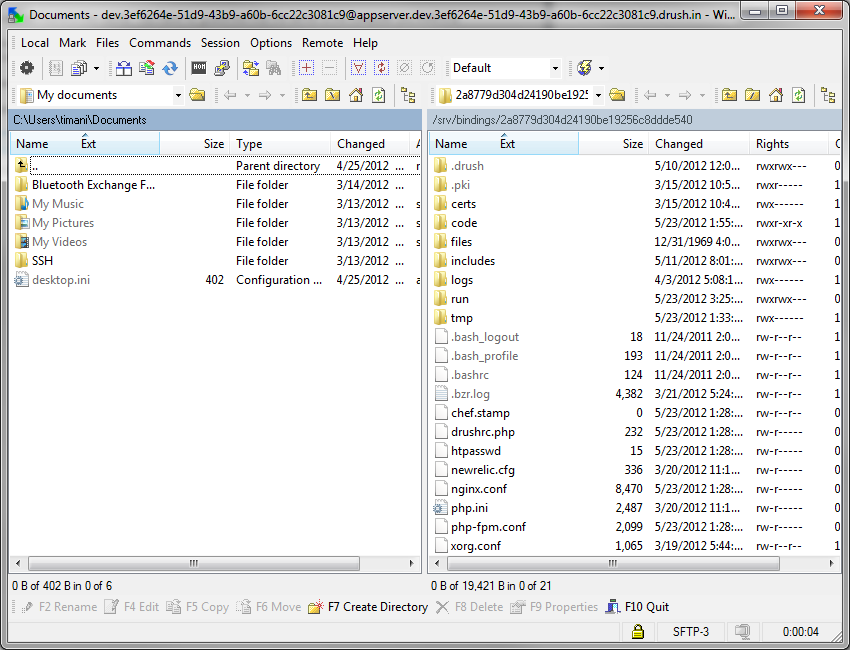 Documents - dev.3ef6264e-51d9-43b9-a60b-6cc22c3081c9@appserver.dev.3ef6264e-51d9-43b9-a60b-6cc22c3081c9.drush.in - Wi...
Local Mark Files Commands Session Options Remote Help
Default
My documents 2a8779d304d24190be1925
C:\Users\timani\Documents /srv/bindings/2a8779d304d24190be19256c8ddde540
Name Ext Size Type Changed A Name Ext Size Changed Rights
.. Parent directory 4/25/2012 ... .drush 5/10/2012 12:0... rwxrwx--- 0
Bluetooth Exchange F... File folder 3/14/2012 ... .pki 3/15/2012 10:5... rwxr----- 0
My Music File folder 3/13/2012 ... s certs 3/15/2012 10:4... rwx------ 0
My Pictures File folder 3/13/2012 ... s code 5/23/2012 1:55:... rwxr-xr-x 0
My Videos File folder 3/13/2012 ... s files 12/31/1969 4:0... rwxrwx--- 0
SSH File folder 3/13/2012 ... includes 5/11/2012 8:01:... rwxrwx--- 0
desktop.ini 402 Configuration ... 4/25/2012 ... a logs 4/3/2012 5:08:1... rwx------ 1
run 5/23/2012 3:25:... rwxrwx--- 0
tmp 5/23/2012 1:33:... rwx------ 1
.bash_logout 18 11/24/2011 2:0... rw-r--r-- 1
.bash_profile 193 11/24/2011 2:0... rw-r--r-- 1
.bashrc 124 11/24/2011 2:0... rw-r--r-- 1
.bzr.log 4,382 3/21/2012 5:24:... rw-r--r-- 1
chef.stamp 0 5/23/2012 1:28:... rw-r--r-- 0
drushrc.php 232 5/23/2012 1:28:... rw-r----- 0
htpasswd 15 5/23/2012 1:28:... rw-r----- 0
newrelic.cfg 336 3/20/2012 11:1... rw-r----- 0
nginx.conf 8,470 5/23/2012 1:28:... rw-r----- 0
php.ini 2,487 3/20/2012 11:1... rw-r----- 0
php-fpm.conf 2,099 5/23/2012 1:28:... rw-r----- 0
xorg.conf 1,065 3/19/2012 5:44:... rw-r--r-- 1
0 B of 402 B in 0 of 6 0 B of 19,421 B in 0 of 21
F2 Rename F4 Edit F5 Copy F6 Move F7 Create Directory F8 Delete F9 Properties F10 Quit
SFTP-3 0:00:04